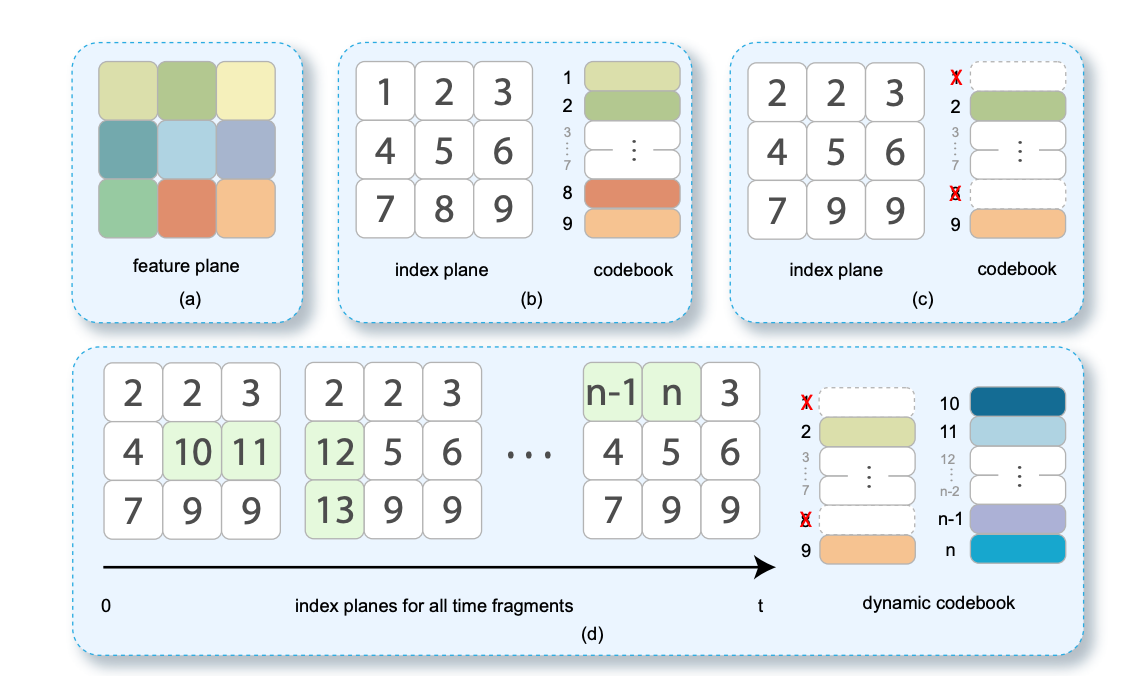 1 2 3
4 5 6
7 8 9
1
2
3
⋮
7
8
9
2 2 3
4 5 6
7 9 9
1
2
3
⋮
7
8
9
feature plane
index plane
codebook
index plane
codebook
(a)
(b)
(c)
2 2 3
4 10 11
7 9 9
2 2 3
12 5 6
13 9 9
...
n-1 n 3
4 5 6
7 9 9
1
2
3
⋮
7
8
9
10
11
12
⋮
n-2
n-1
n
0
index planes for all time fragments
t
dynamic codebook
(d)